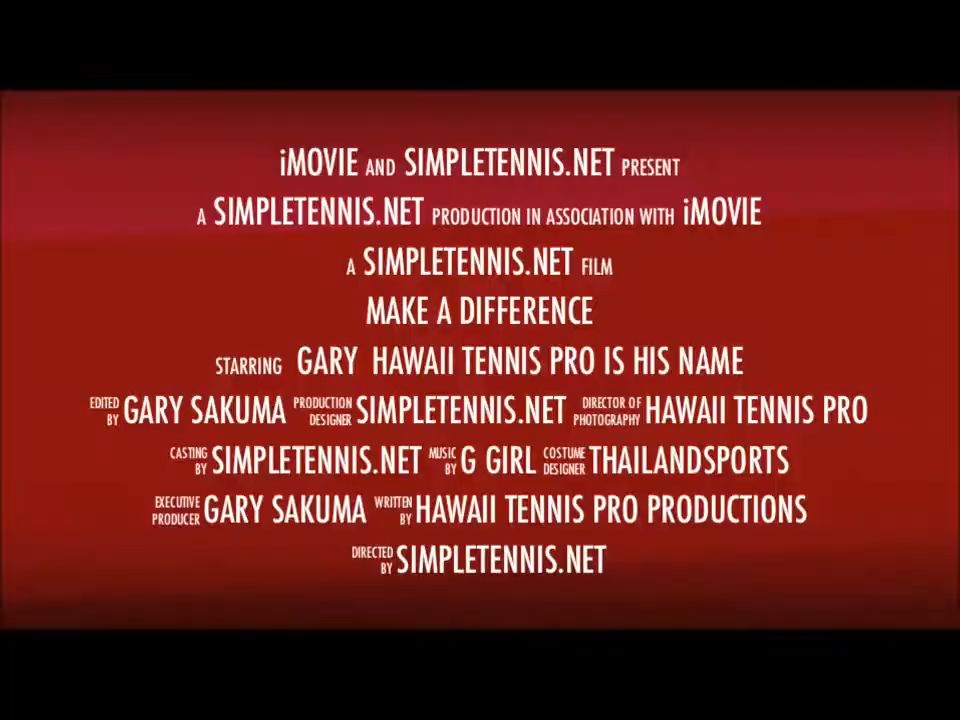 iMOVIE AND SIMPLETENNIS.NET PRESENT
A SIMPLETENNIS.NET PRODUCTION IN ASSOCIATION WITH iMOVIE
A SIMPLETENNIS.NET FILM
MAKE A DIFFERENCE
STARRING GARY HAWAII TENNIS PRO IS HIS NAME
EDITED BY GARY SAKUMA PRODUCTION DESIGNER SIMPLETENNIS.NET DIRECTOR OF PHOTOGRAPHY HAWAII TENNIS PRO
CASTING BY SIMPLETENNIS.NET MUSIC BY G GIRL COSTUME DESIGNER THAILANDSPORTS
EXECUTIVE PRODUCER GARY SAKUMA WRITTEN BY HAWAII TENNIS PRO PRODUCTIONS
DIRECTED BY SIMPLETENNIS.NET